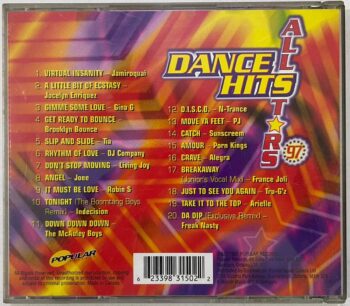 DANCE
HITS
ALL STARS
97
1. VIRTUAL INSANITY - Jamiroquai
2. A LITTLE BIT OF ECSTASY -
Jocelyn Enriquez
3. GIMME SOME LOVE - Gina G
4. GET READY TO BOUNCE -
Brooklyn Bounce
5. SLIP AND SLIDE - Tia
6. RHYTHM OF LOVE - DJ Company
7. DON'T STOP MOVING - Living Joy
8. ANGEL - Jone
9. IT MUST BE LOVE - Robin S
10. TONIGHT (The Boomtang Boys
Remix) - Indecision
11. DOWN DOWN DOWN -
The McAuley Boys
12. D.I.S.C.O. - N-Trance
13. MOVE YA FEET - PJ
14. CATCH - Sunscreem
15. AMOUR - Porn Kings
16. CRAVE - Alegra
17. BREAKAWAY
(Junior's Vocal Mix) - France Joli
18. JUST TO SEE YOU AGAIN - Tru-G'z
19. TAKE IT TO THE TOP - Arielle
20. DA DIP (Exclusive Remix) -
Freak Nasty
POPULAR
6 23398 31502 2